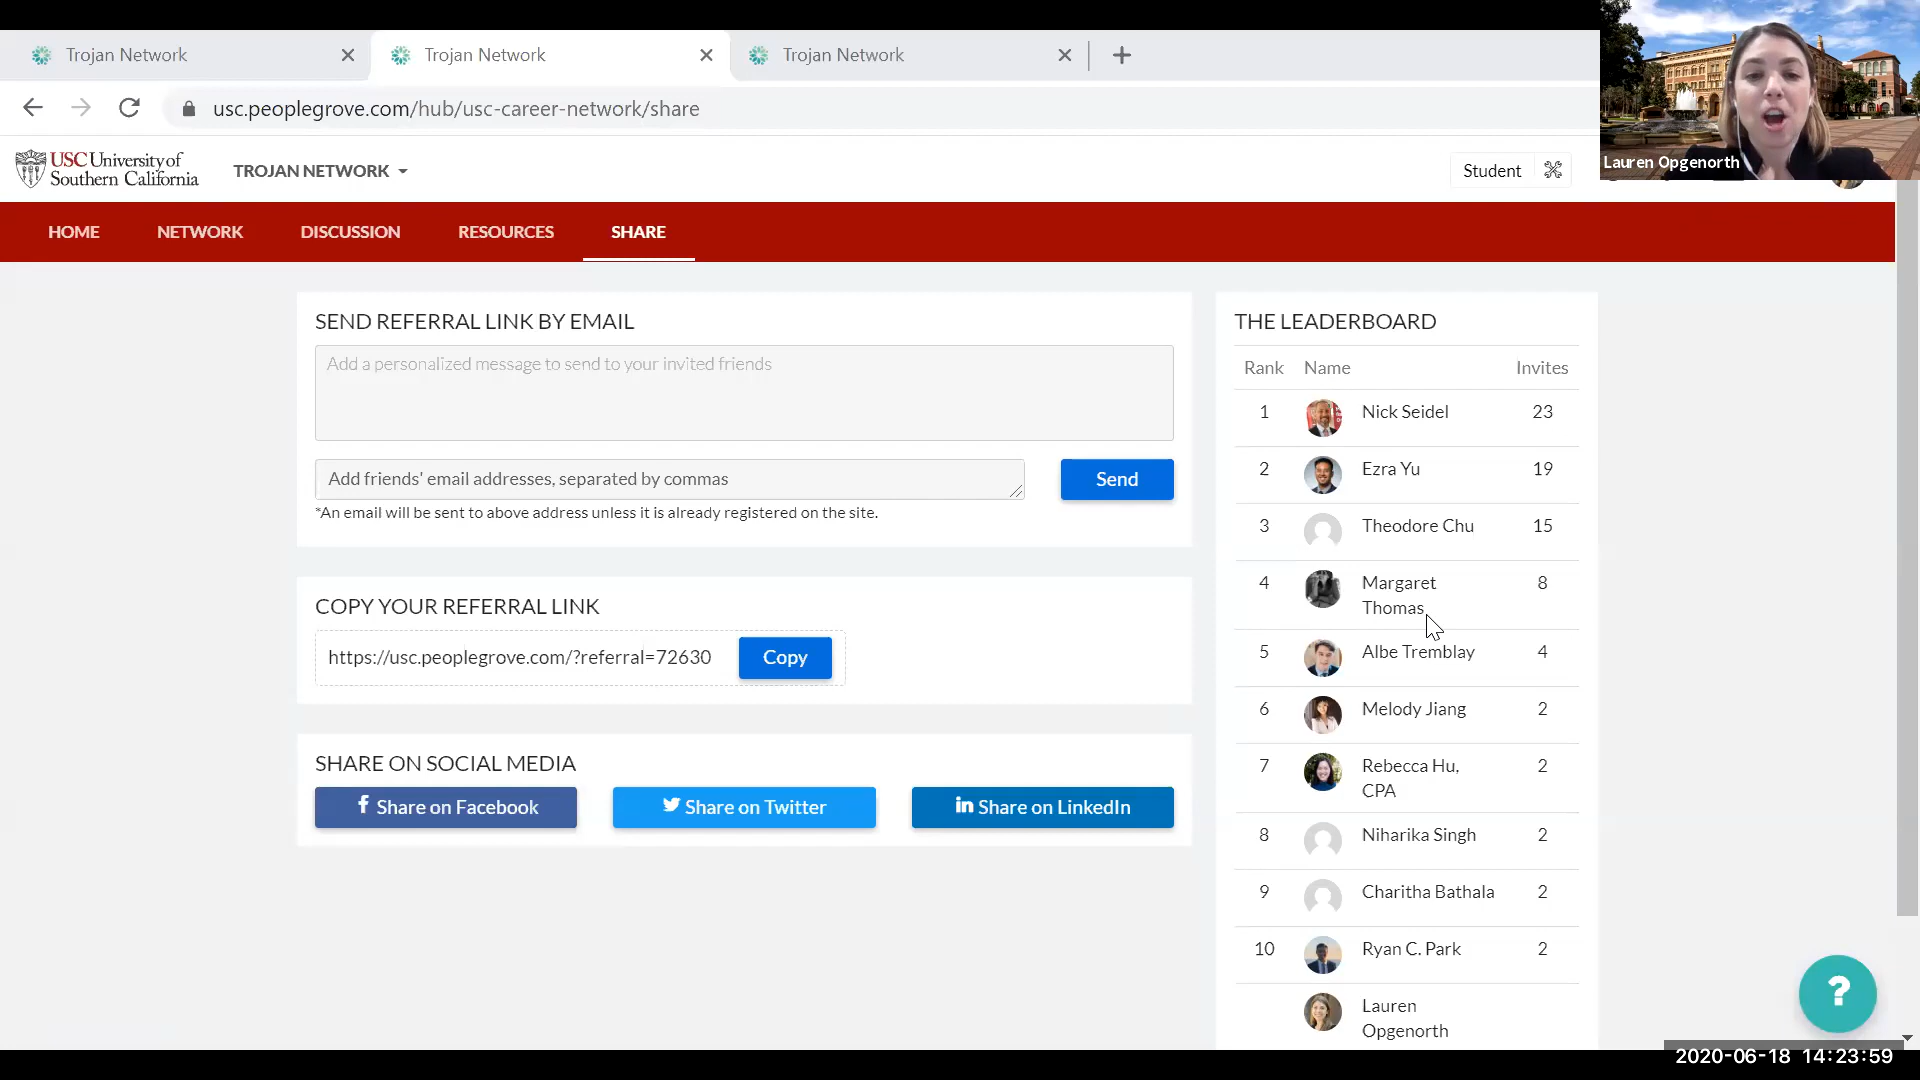 Trojan Network
Trojan Network
Trojan Network
usc.peoplegrove.com/hub/usc-career-network/share
Lauren Opgenorth
USC University of
Southern California
TROJAN NETWORK
Student
HOME
NETWORK
DISCUSSION
RESOURCES
SHARE
SEND REFERRAL LINK BY EMAIL
Add a personalized message to send to your invited friends
Add friends' email addresses, separated by commas
Send
*An email will be sent to above address unless it is already registered on the site.
COPY YOUR REFERRAL LINK
https://usc.peoplegrove.com/?referral=72630
Copy
SHARE ON SOCIAL MEDIA
f Share on Facebook
Share on Twitter
in Share on LinkedIn
THE LEADERBOARD
Rank Name Invites
1 Nick Seidel 23
2 Ezra Yu 19
3 Theodore Chu 15
4 Margaret 8
Thomas
5 Albe Tremblay 4
6 Melody Jiang 2
7 Rebecca Hu, 2
CPA
8 Niharika Singh 2
9 Charitha Bathala 2
10 Ryan C. Park 2
Lauren
Opgenorth
?
2020-06-18 14:23:59